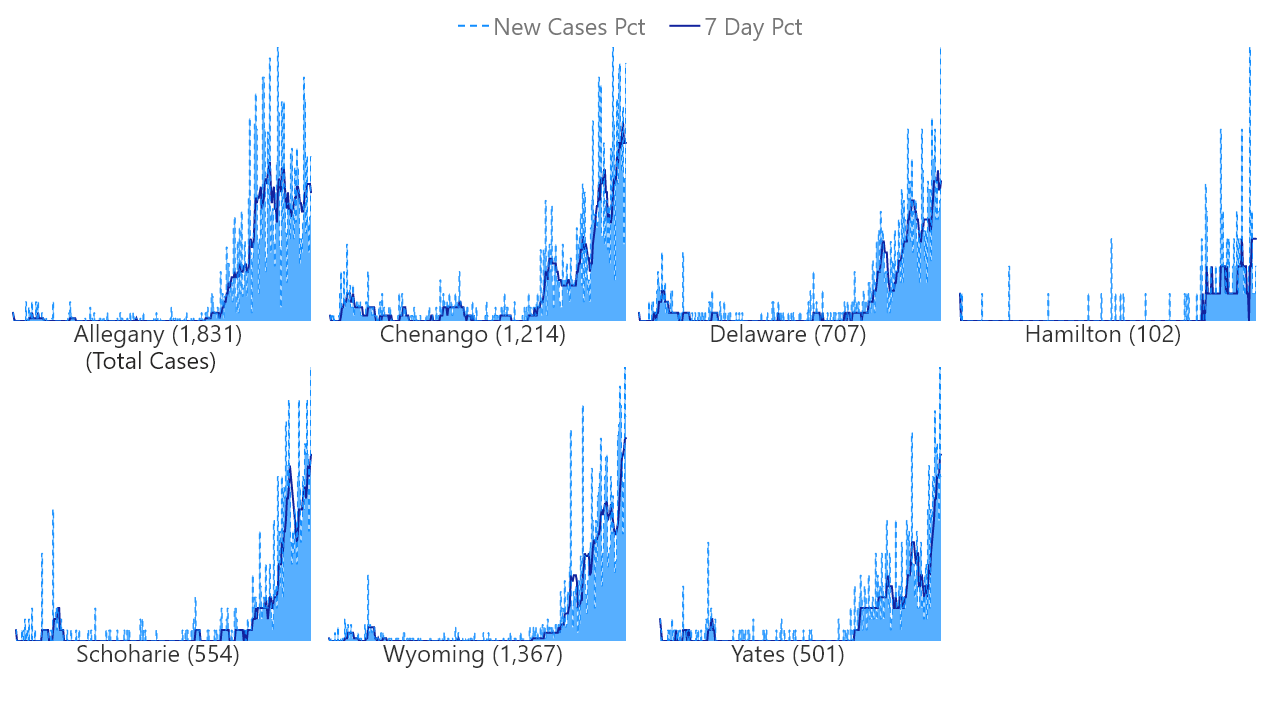 New Cases Pct 7 Day Pct
Allegany (1,831)
(Total Cases)
Chenango (1,214)
Delaware (707)
Hamilton (102)
Schoharie (554)
Wyoming (1,367)
Yates (501)